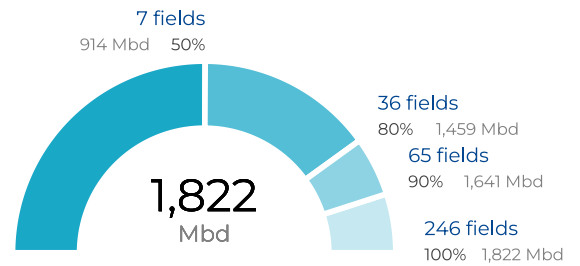 7 fields
914 Mbd 50%
36 fields
80% 1,459 Mbd
65 fields
90% 1,641 Mbd
1,822
Mbd
246 fields
100% 1,822 Mbd